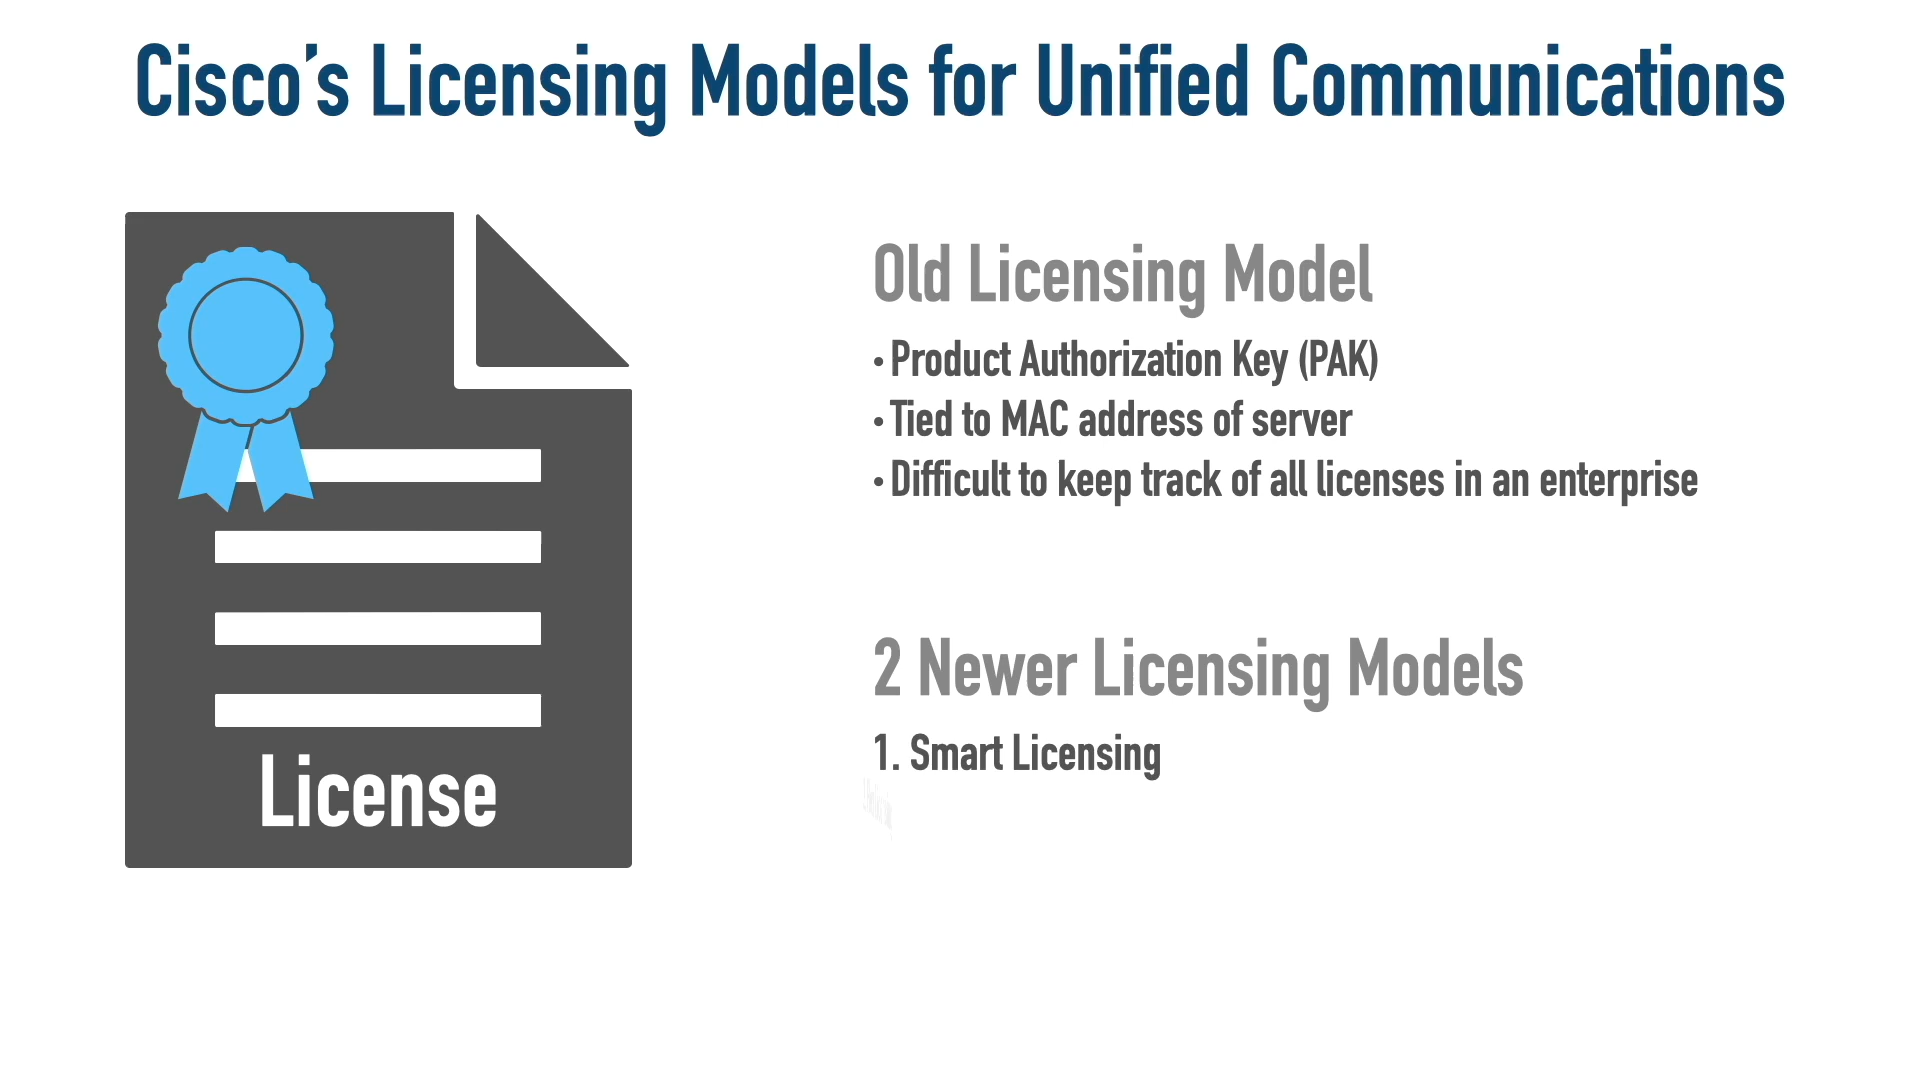 Cisco’s Licensing Models for Unified Communications
License
Old Licensing Model
• Product Authorization Key (PAK)
• Tied to MAC address of server
• Difficult to keep track of all licenses in an enterprise
2 Newer Licensing Models
1. Smart Licensing